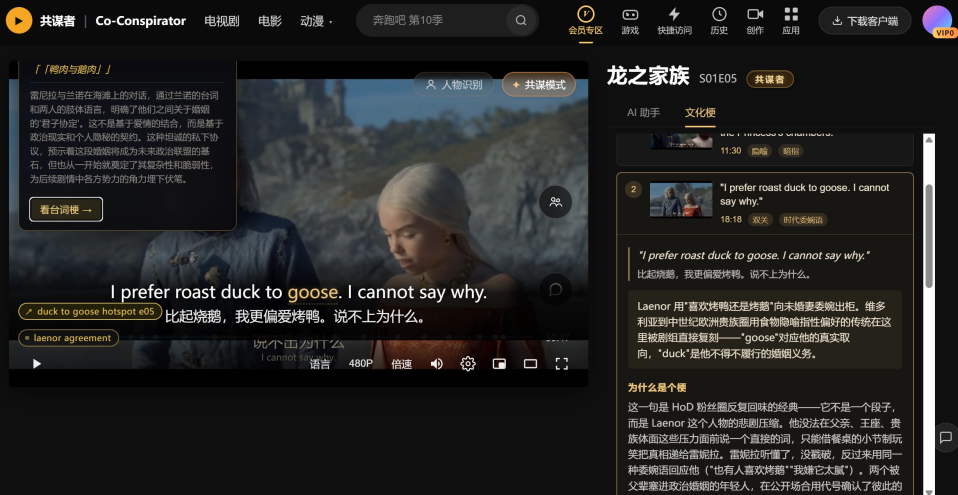 共谋者 | Co-Conspirator 电视剧 电影 动漫 奔跑吧 第10季 会员专区 游戏 快捷访问 历史 创作 应用 下载客户端 VIP0
「「鸭肉与鹅肉」」
雷尼拉与兰诺在海滩上的对话，通过兰诺的台词
和两人的肢体语言，明确了他们之间关于婚姻
的‘君子协定’。这不是基于爱情的结合，而是基于
政治现实和个人隐秘的契约。这种坦诚的私下协
议，预示着这段婚姻将成为未来政治联盟的基
石，但也从一开始就奠定了其复杂性和脆弱性，
为后续剧情中各方势力的角力埋下伏笔。
看台词梗 →
人物识别
✦ 共谋模式
I prefer roast duck to goose. I cannot say why.
比起烧鹅，我更偏爱烤鸭。说不上为什么。
↗ duck to goose hotspot e05
laenor agreement
I cannot say why
语言 480P 倍速
龙之家族 S01E05 共谋者
AI 助手 文化梗
the Princess's chambers.
11:30 隐喻 暗指
2 "I prefer roast duck to goose. I cannot
say why."
18:18 双关 时代委婉语
"I prefer roast duck to goose. I cannot say why."
比起烧鹅，我更偏爱烤鸭。说不上为什么。
Laenor 用"喜欢烤鸭还是烤鹅"向未婚妻委婉出柜。维多
利亚到中世纪欧洲贵族圈用食物隐喻指性偏好的传统在这
里被剧组直接复刻——"goose"对应他的真实取
向，"duck"是他不得不履行的婚姻义务。
为什么是个梗
这一句是 HoD 粉丝圈反复回味的经典——它不是一个段子，
而是 Laenor 这个人物的悲剧压缩。他没法在父亲、王座、贵
族体面这些压力面前说一个直接的词，只能借餐桌的小节制玩
笑把真相递给雷妮拉。雷妮拉听懂了，没戳破，反过来用同一
种委婉语回应他（"也有人喜欢烤鹅""我嫌它太腻"）。两个被
父辈塞进政治婚姻的年轻人，在公开场合用代号确认了彼此的